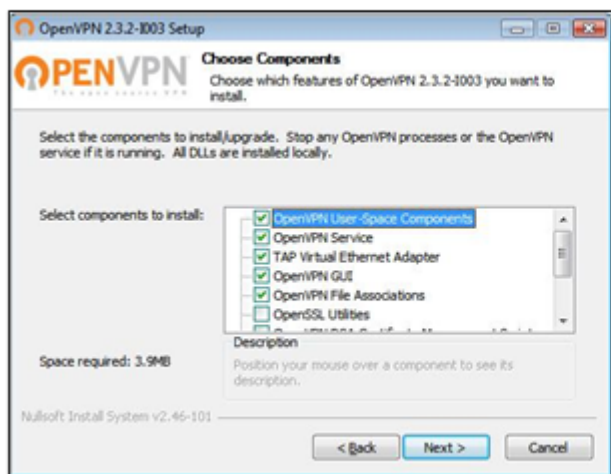 OpenVPN 2.3.2-I003 Setup
OPENVPN
The open source VPN
Choose Components
Choose which features of OpenVPN 2.3.2-I003 you want to
install.
Select the components to install/upgrade. Stop any OpenVPN processes or the OpenVPN
service if it is running. All DLLs are installed locally.
Select components to install:
OpenVPN User-Space Components
OpenVPN Service
TAP Virtual Ethernet Adapter
OpenVPN GUI
OpenVPN File Associations
OpenSSL Utilities
Description
Space required: 3.9MB
Position your mouse over a component to see its
description.
Nullsoft Install System v2.46-101
< Back
Next >
Cancel